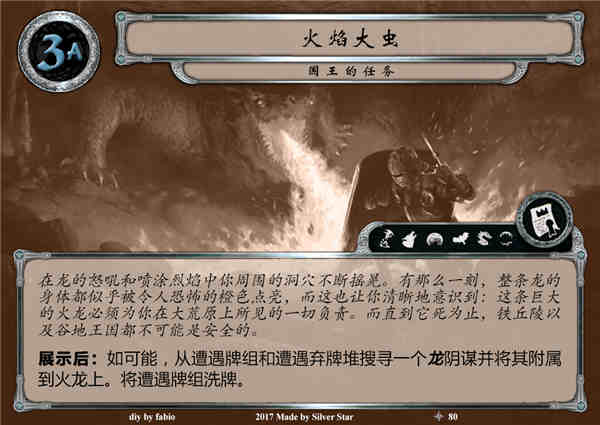 3A
火焰大虫
国王的任务
在龙的怒吼和喷涂烈焰中你周围的洞穴不断摇晃。有那么一刻，整条龙的
身体都似乎被令人恐怖的橙色点亮，而这也让你清晰地意识到：这条巨大
的火龙必须为你在大荒原上所见的一切负责。而直到它死为止，铁丘陵以
及谷地王国都不可能是安全的。
展示后：如可能，从遭遇牌组和遭遇弃牌堆搜寻一个龙阴谋并将其附属
到火龙上。将遭遇牌组洗牌。
diy by fabio 2017 Made by Silver Star 80